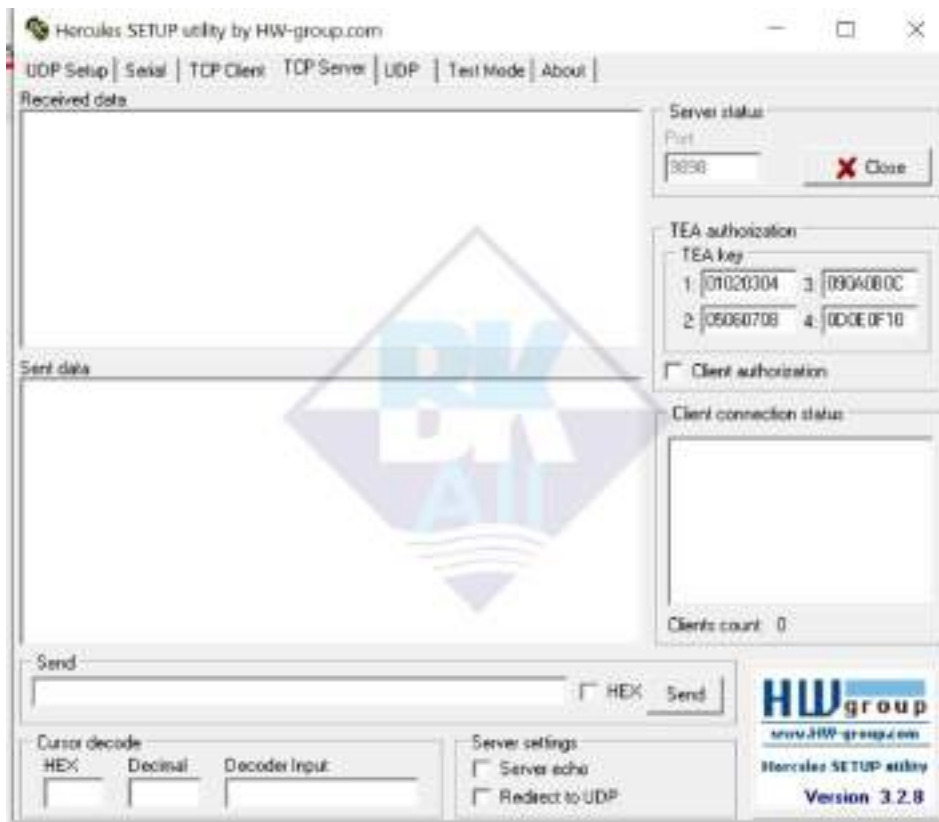 Hercules SETUP utility by HW-group.com
UDP Setup | Serial | TCP Client | TCP Server | UDP | Test Mode | About
Received data
Server status
Port
9898
Close
TEA authorization
TEA key
1: 01020304 3: 090A0B0C
2: 05060708 4: 0D0E0F10
Client authorization
Sent data
Client connection status
BK
AII
Clients count: 0
Send
HEX Send
HW group
www.HW-group.com
Hercules SETUP utility
Version 3.2.8
Cursor decode
HEX Decimal Decoder Input
Server settings
Server echo
Redirect to UDP